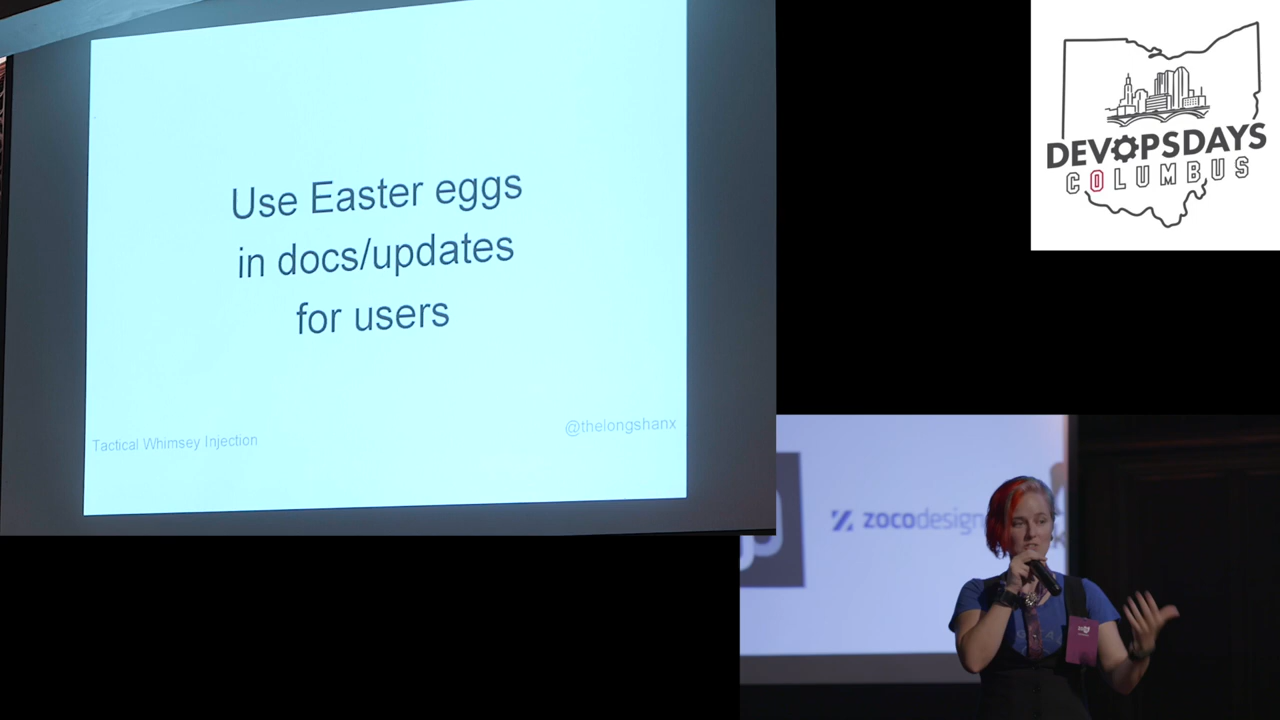 Use Easter eggs
in docs/updates
for users
Tactical Whimsey Injection
@thelongshanx
DEVOPSDAYS
COLUMBUS
zocodesign